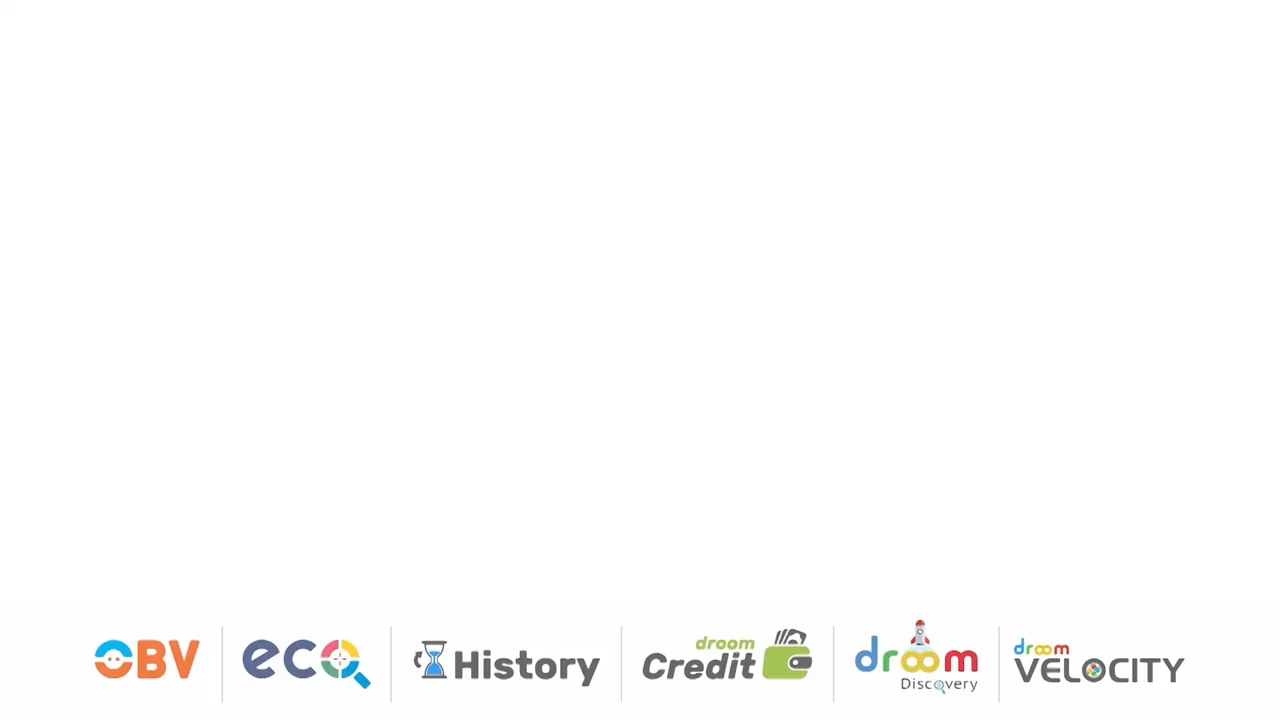 OBV
eco
History
droom
Credit
droom
Discovery
droom
VELOCITY